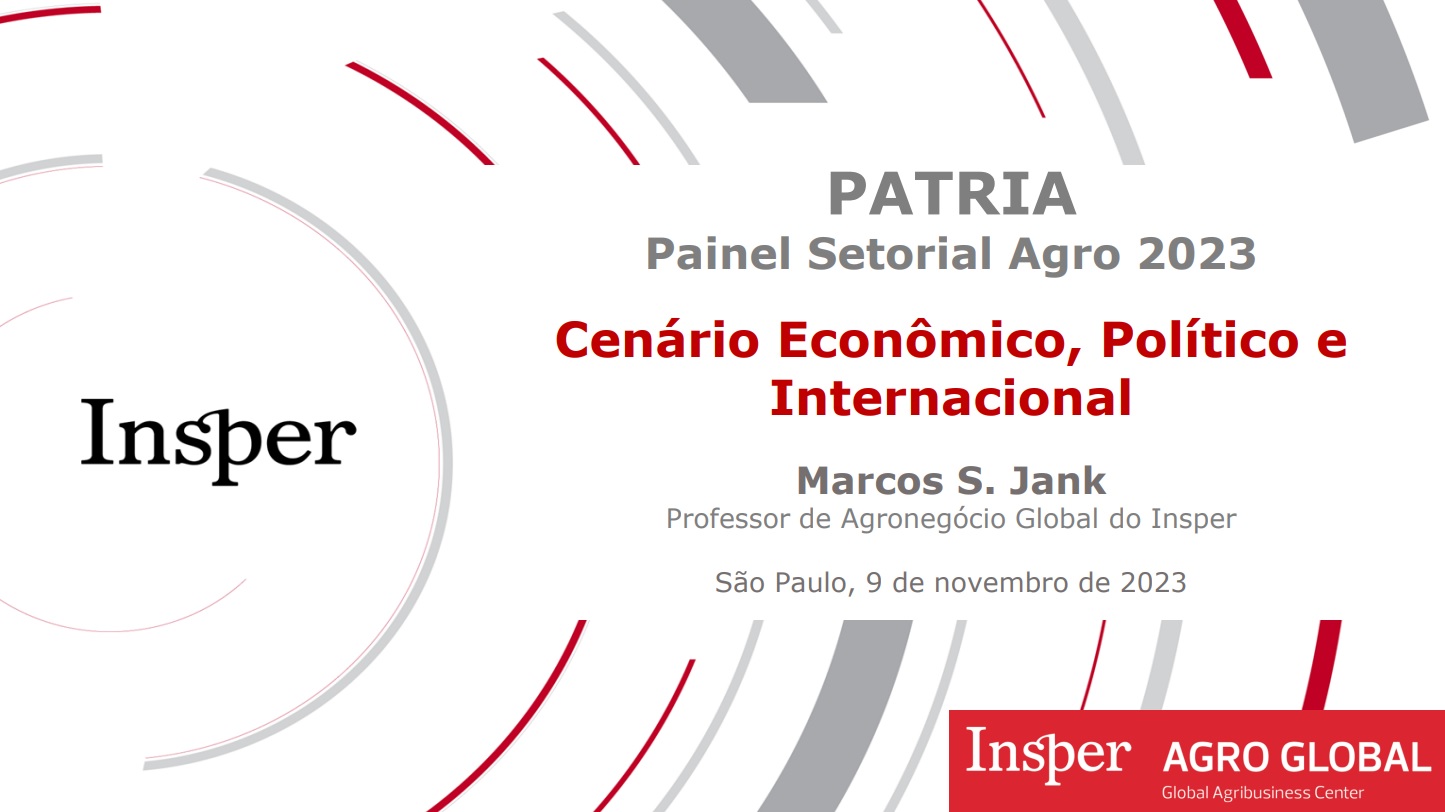 PATRIA
Painel Setorial Agro 2023
Cenário Econômico, Político e
Internacional
Insper
Marcos S. Jank
Professor de Agronegócio Global do Insper
São Paulo, 9 de novembro de 2023
Insper AGRO GLOBAL
Global Agribusiness Center